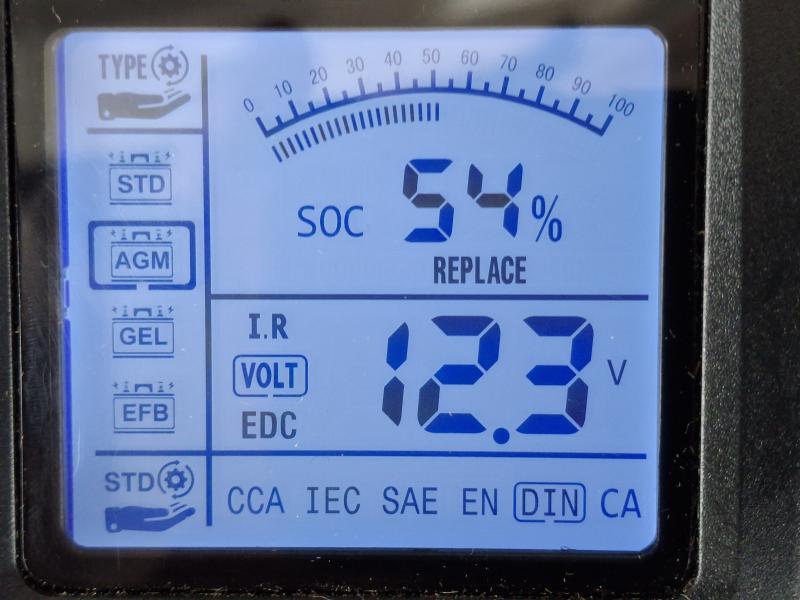 TYPE
0 10 20 30 40 50 60 70 80 90 100
STD
SOC 54%
AGM
REPLACE
GEL
I.R
VOLT 12.3 V
EFB
EDC
STD
CCA IEC SAE EN DIN CA